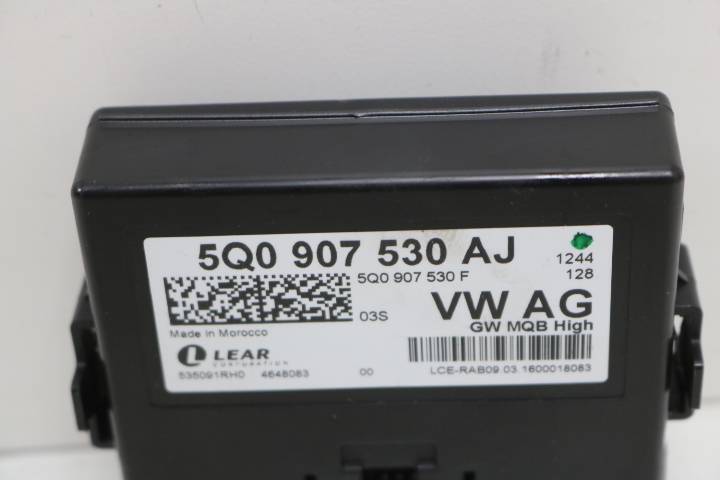 5Q0 907 530 AJ
1244
5Q0 907 530 F
128
03S
VW AG
GW MQB High
Made in Morocco
LEAR
CORPORATION
535091RH0 4648083 00
LCE-RAB09.03.1600018083